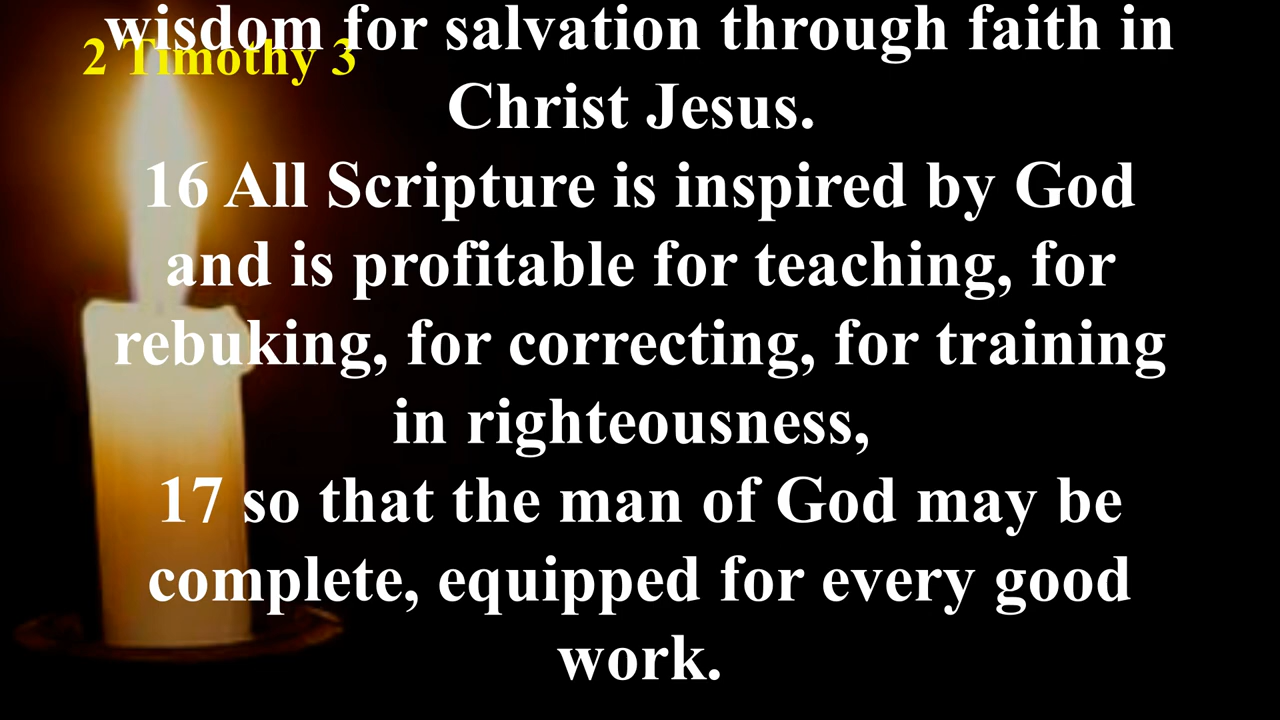 wisdom for salvation through faith in
2 Timothy 3
Christ Jesus.
16 All Scripture is inspired by God
and is profitable for teaching, for
rebuking, for correcting, for training
in righteousness,
17 so that the man of God may be
complete, equipped for every good
work.